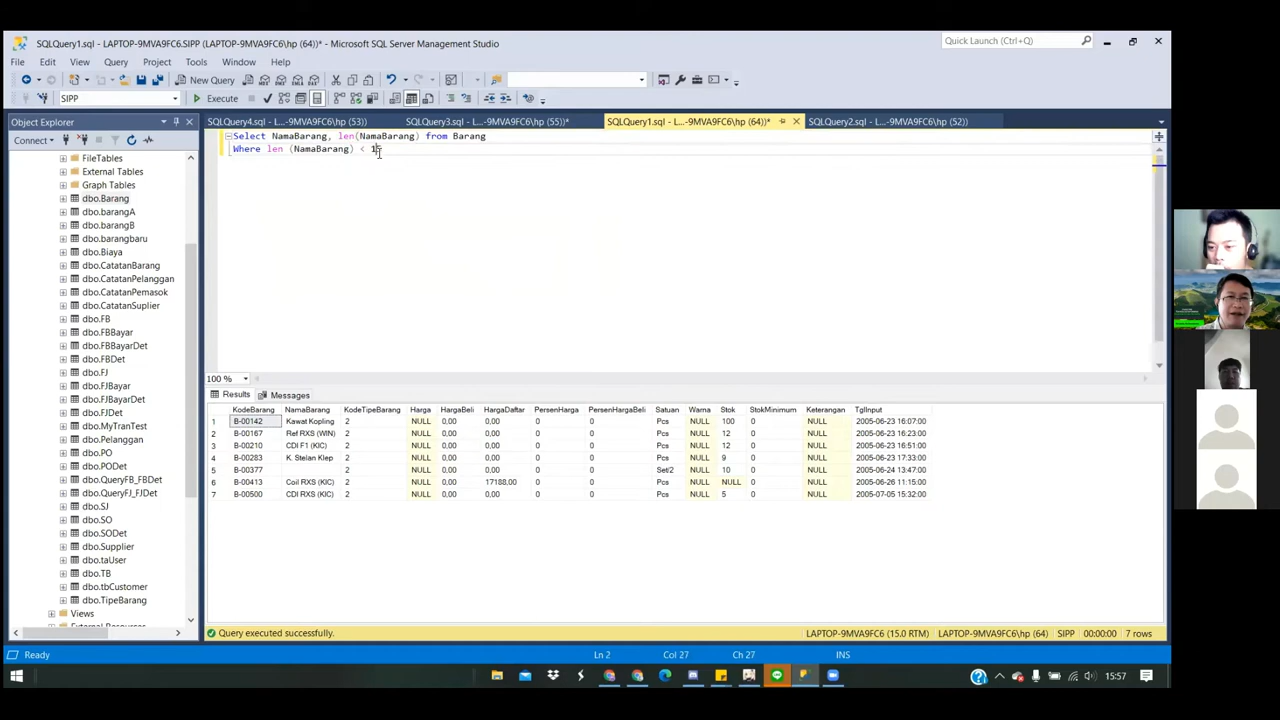 SQLQuery1.sql - LAPTOP-9MVA9FC6.SIPP (LAPTOP-9MVA9FC6\hp (64))* - Microsoft SQL Server Management Studio
Quick Launch (Ctrl+Q)
File Edit View Query Project Tools Window Help
New Query
SIPP
Execute
Object Explorer
SQLQuery4.sql - L...-9MVA9FC6\hp (53))
SQLQuery3.sql - L...-9MVA9FC6\hp (55))*
SQLQuery1.sql - L...-9MVA9FC6\hp (64))*
SQLQuery2.sql - L...-9MVA9FC6\hp (52))
Connect
FileTables
External Tables
Graph Tables
dbo.Barang
dbo.barangA
dbo.barangB
dbo.barangbaru
dbo.Biaya
dbo.CatatanBarang
dbo.CatatanPelanggan
dbo.CatatanPemasok
dbo.CatatanSuplier
dbo.FB
dbo.FBBayar
dbo.FBBayarDet
dbo.FBDet
dbo.FJ
dbo.FJBayar
dbo.FJBayarDet
dbo.FJDet
dbo.MyTranTest
dbo.Pelanggan
dbo.PO
dbo.PODet
dbo.QueryFB_FBDet
dbo.QueryFJ_FJDet
dbo.SJ
dbo.SO
dbo.SODet
dbo.Supplier
dbo.taUser
dbo.TB
dbo.tbCustomer
dbo.TipeBarang
Views
Select NamaBarang, len(NamaBarang) from Barang
Where len (NamaBarang) < 15
100 %
Results Messages
KodeBarang NamaBarang KodeTipeBarang Harga HargaBeli HargaDaftar PersenHarga PersenHargaBeli Satuan Warna Stok StokMinimum Keterangan TglInput
1 B-00142 Kawat Kopling 2 NULL 0,00 0,00 0 0 Pcs NULL 100 0 NULL 2005-06-23 16:07:00
2 B-00167 Ref RXS (WIN) 2 NULL 0,00 0,00 0 0 Pcs NULL 12 0 NULL 2005-06-23 16:23:00
3 B-00210 CDI F1 (KIC) 2 NULL 0,00 0,00 0 0 Pcs NULL 12 0 NULL 2005-06-23 16:51:00
4 B-00283 K. Stelan Klep 2 NULL 0,00 0,00 0 0 Pcs NULL 9 0 NULL 2005-06-23 17:33:00
5 B-00377 2 NULL 0,00 0,00 0 0 Set/2 NULL 10 0 NULL 2005-06-24 13:47:00
6 B-00413 Coil RXS (KIC) 2 NULL 0,00 17188.00 0 0 Pcs NULL NULL 0 NULL 2005-06-26 11:15:00
7 B-00500 CDI RXS (KIC) 2 NULL 0,00 0,00 0 0 Pcs NULL 5 0 NULL 2005-07-05 15:32:00
Query executed successfully.
LAPTOP-9MVA9FC6 (15.0 RTM) LAPTOP-9MVA9FC6\hp (64) SIPP 00:00:00 7 rows
Ready Ln 2 Col 27 Ch 27 INS
15:57